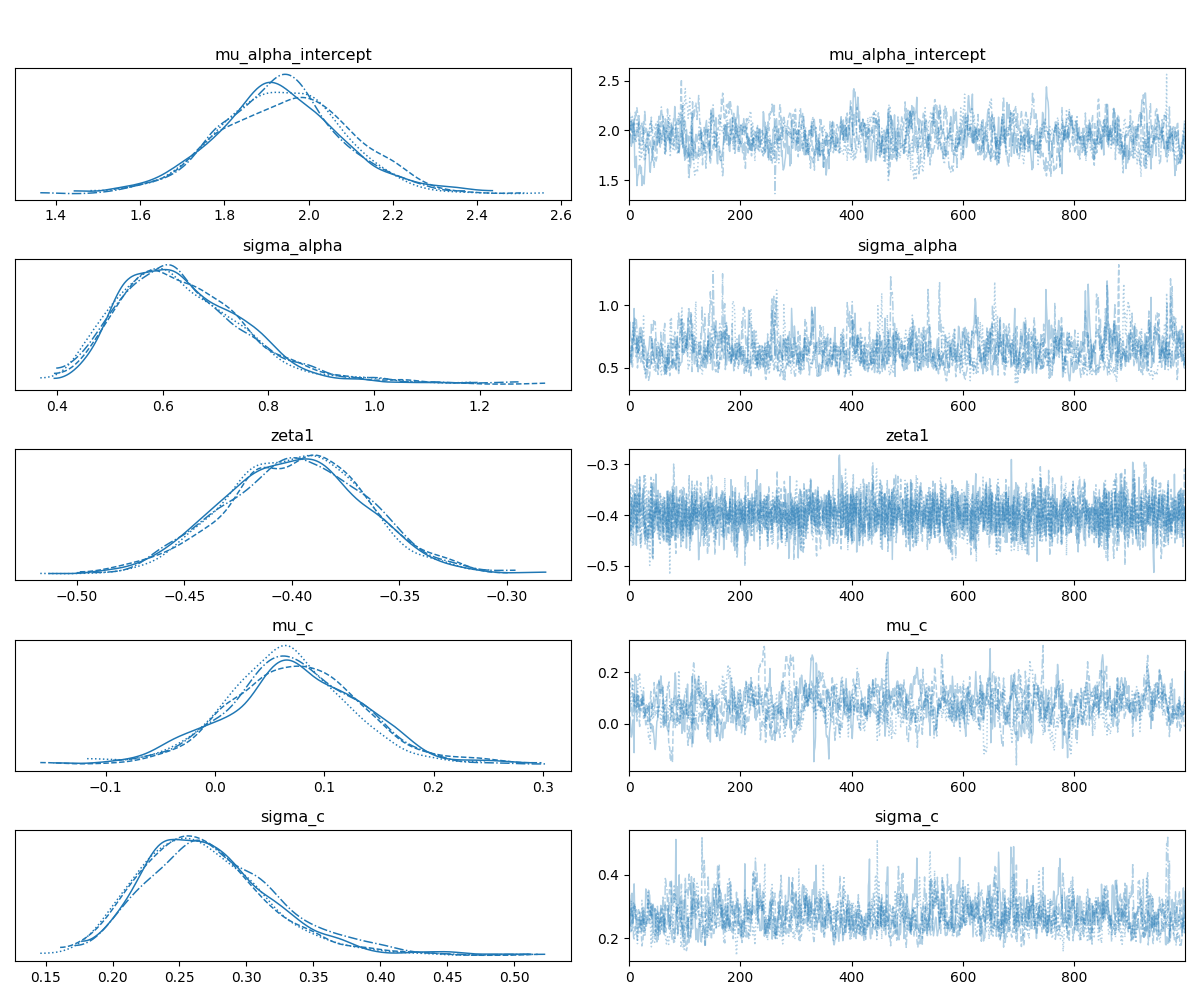 mu_alpha_intercept
mu_alpha_intercept
2.5
2.0
1.5
1.4 1.6 1.8 2.0 2.2 2.4 2.6
0 200 400 600 800
sigma_alpha
sigma_alpha
1.0
0.5
0.4 0.6 0.8 1.0 1.2
0 200 400 600 800
zeta1
zeta1
−0.3
−0.4
−0.5
−0.50 −0.45 −0.40 −0.35 −0.30
0 200 400 600 800
mu_c
mu_c
0.2
0.0
−0.1 0.0 0.1 0.2 0.3
0 200 400 600 800
sigma_c
sigma_c
0.4
0.2
0.15 0.20 0.25 0.30 0.35 0.40 0.45 0.50
0 200 400 600 800